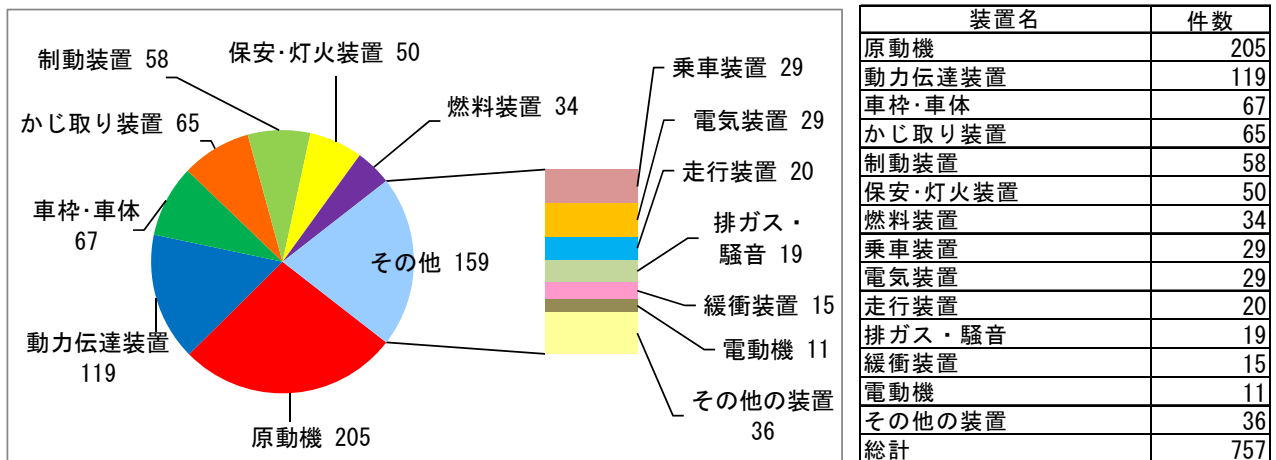 制動装置 58
保安･灯火装置 50
燃料装置 34
かじ取り装置 65
車枠･車体
67
動力伝達装置
119
原動機 205
その他 159
乗車装置 29
電気装置 29
走行装置 20
排ガス・
騒音 19
緩衝装置 15
電動機 11
その他の装置
36
装置名 件数
原動機 205
動力伝達装置 119
車枠･車体 67
かじ取り装置 65
制動装置 58
保安･灯火装置 50
燃料装置 34
乗車装置 29
電気装置 29
走行装置 20
排ガス・騒音 19
緩衝装置 15
電動機 11
その他の装置 36
総計 757